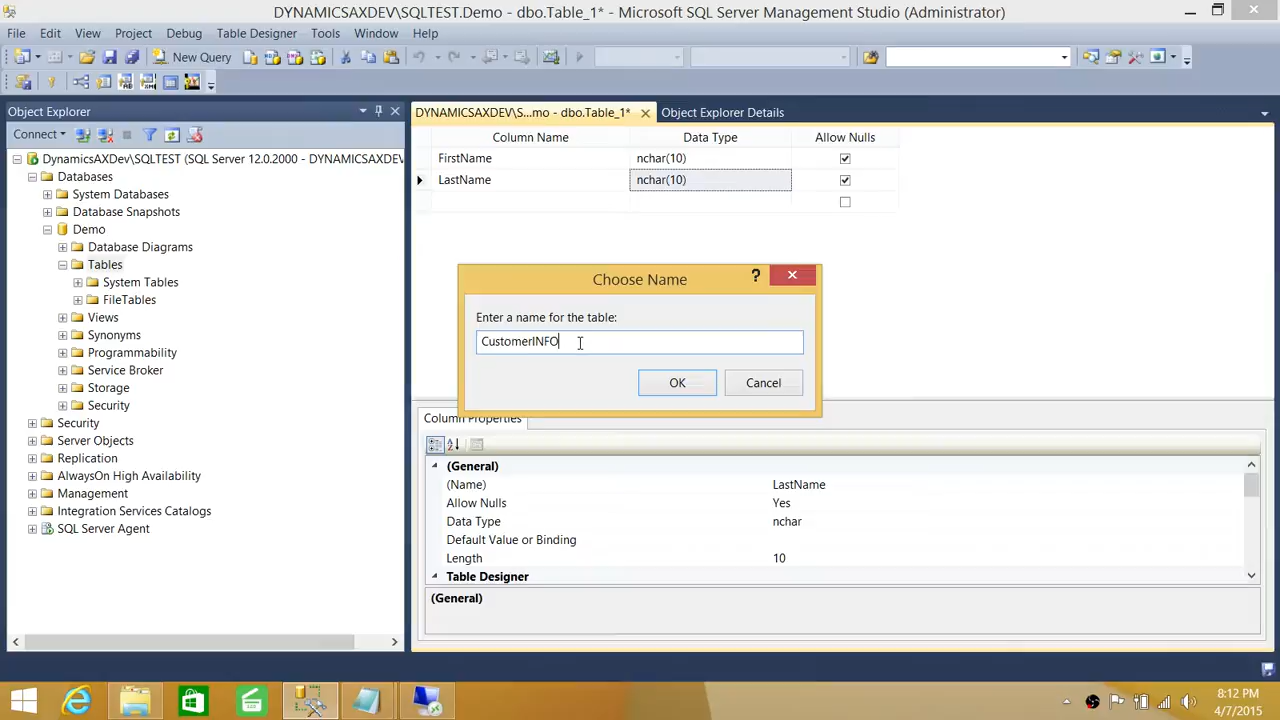 DYNAMICSAXDEV\SQLTEST.Demo - dbo.Table_1* - Microsoft SQL Server Management Studio (Administrator)
File Edit View Project Debug Table Designer Tools Window Help
New Query
Object Explorer
DYNAMICSAXDEV\S...mo - dbo.Table_1*
Object Explorer Details
Connect
DynamicsAXDev\SQLTEST (SQL Server 12.0.2000 - DYNAMICSAXDEV
Databases
System Databases
Database Snapshots
Demo
Database Diagrams
Tables
System Tables
FileTables
Views
Synonyms
Programmability
Service Broker
Storage
Security
Security
Server Objects
Replication
AlwaysOn High Availability
Management
Integration Services Catalogs
SQL Server Agent
Column Name Data Type Allow Nulls
FirstName nchar(10)
LastName nchar(10)
Choose Name
?
Enter a name for the table:
CustomerINFO
OK Cancel
Column Properties
(General)
(Name) LastName
Allow Nulls Yes
Data Type nchar
Default Value or Binding
Length 10
Table Designer
(General)
8:12 PM
4/7/2015